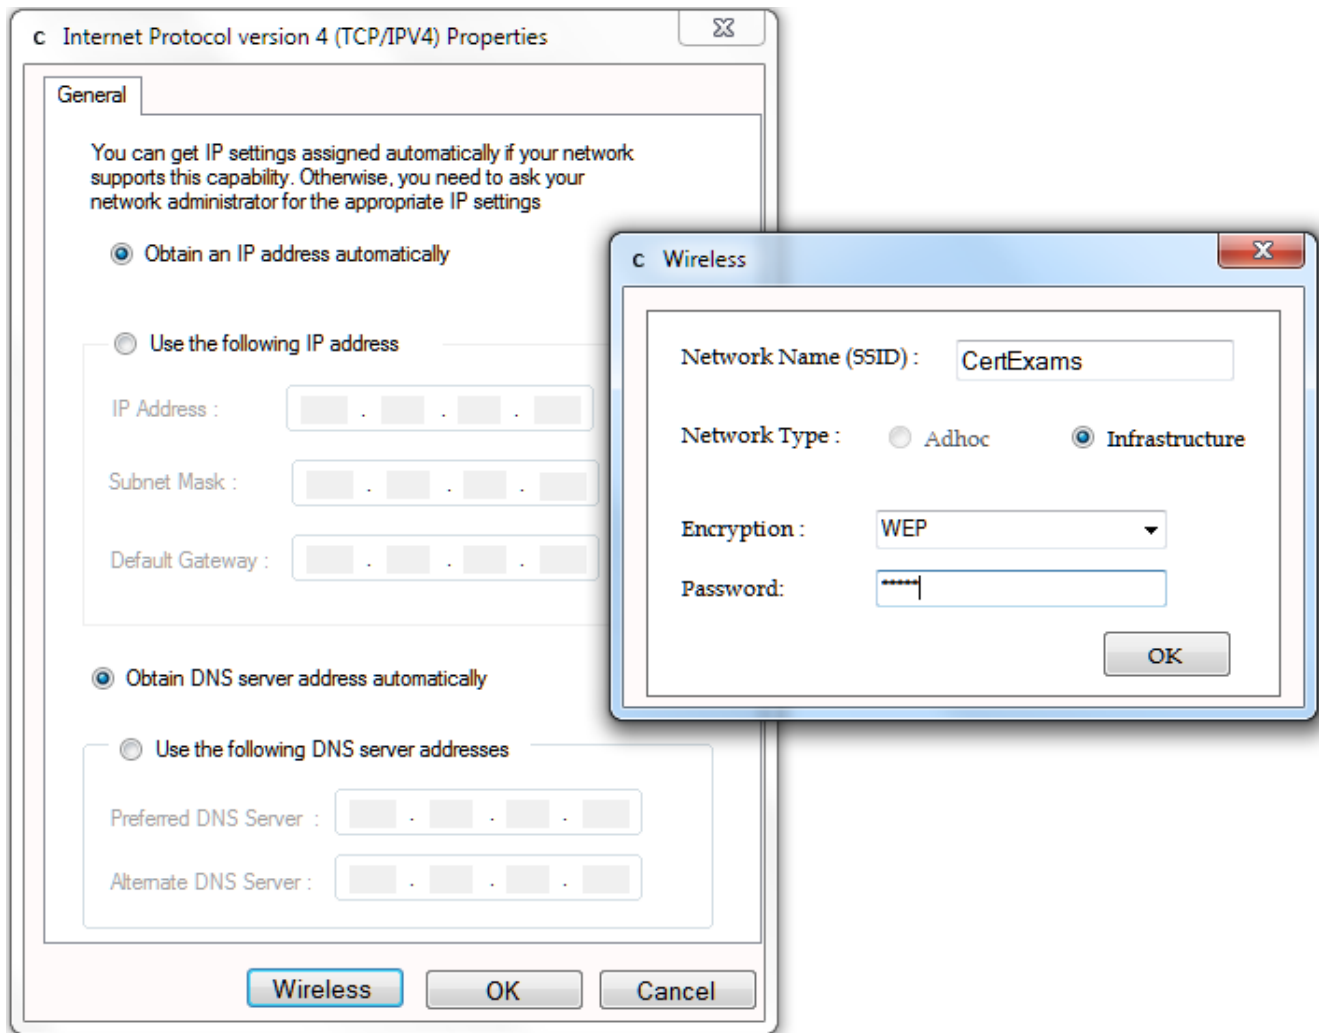 C Internet Protocol version 4 (TCP/IPV4) Properties
General
You can get IP settings assigned automatically if your network
supports this capability. Otherwise, you need to ask your
network administrator for the appropriate IP settings
Obtain an IP address automatically
Use the following IP address
IP Address :
Subnet Mask :
Default Gateway :
Obtain DNS server address automatically
Use the following DNS server addresses
Preferred DNS Server :
Alternate DNS Server :
Wireless OK Cancel
C Wireless
Network Name (SSID) : CertExams
Network Type : Adhoc Infrastructure
Encryption : WEP
Password: *****
OK